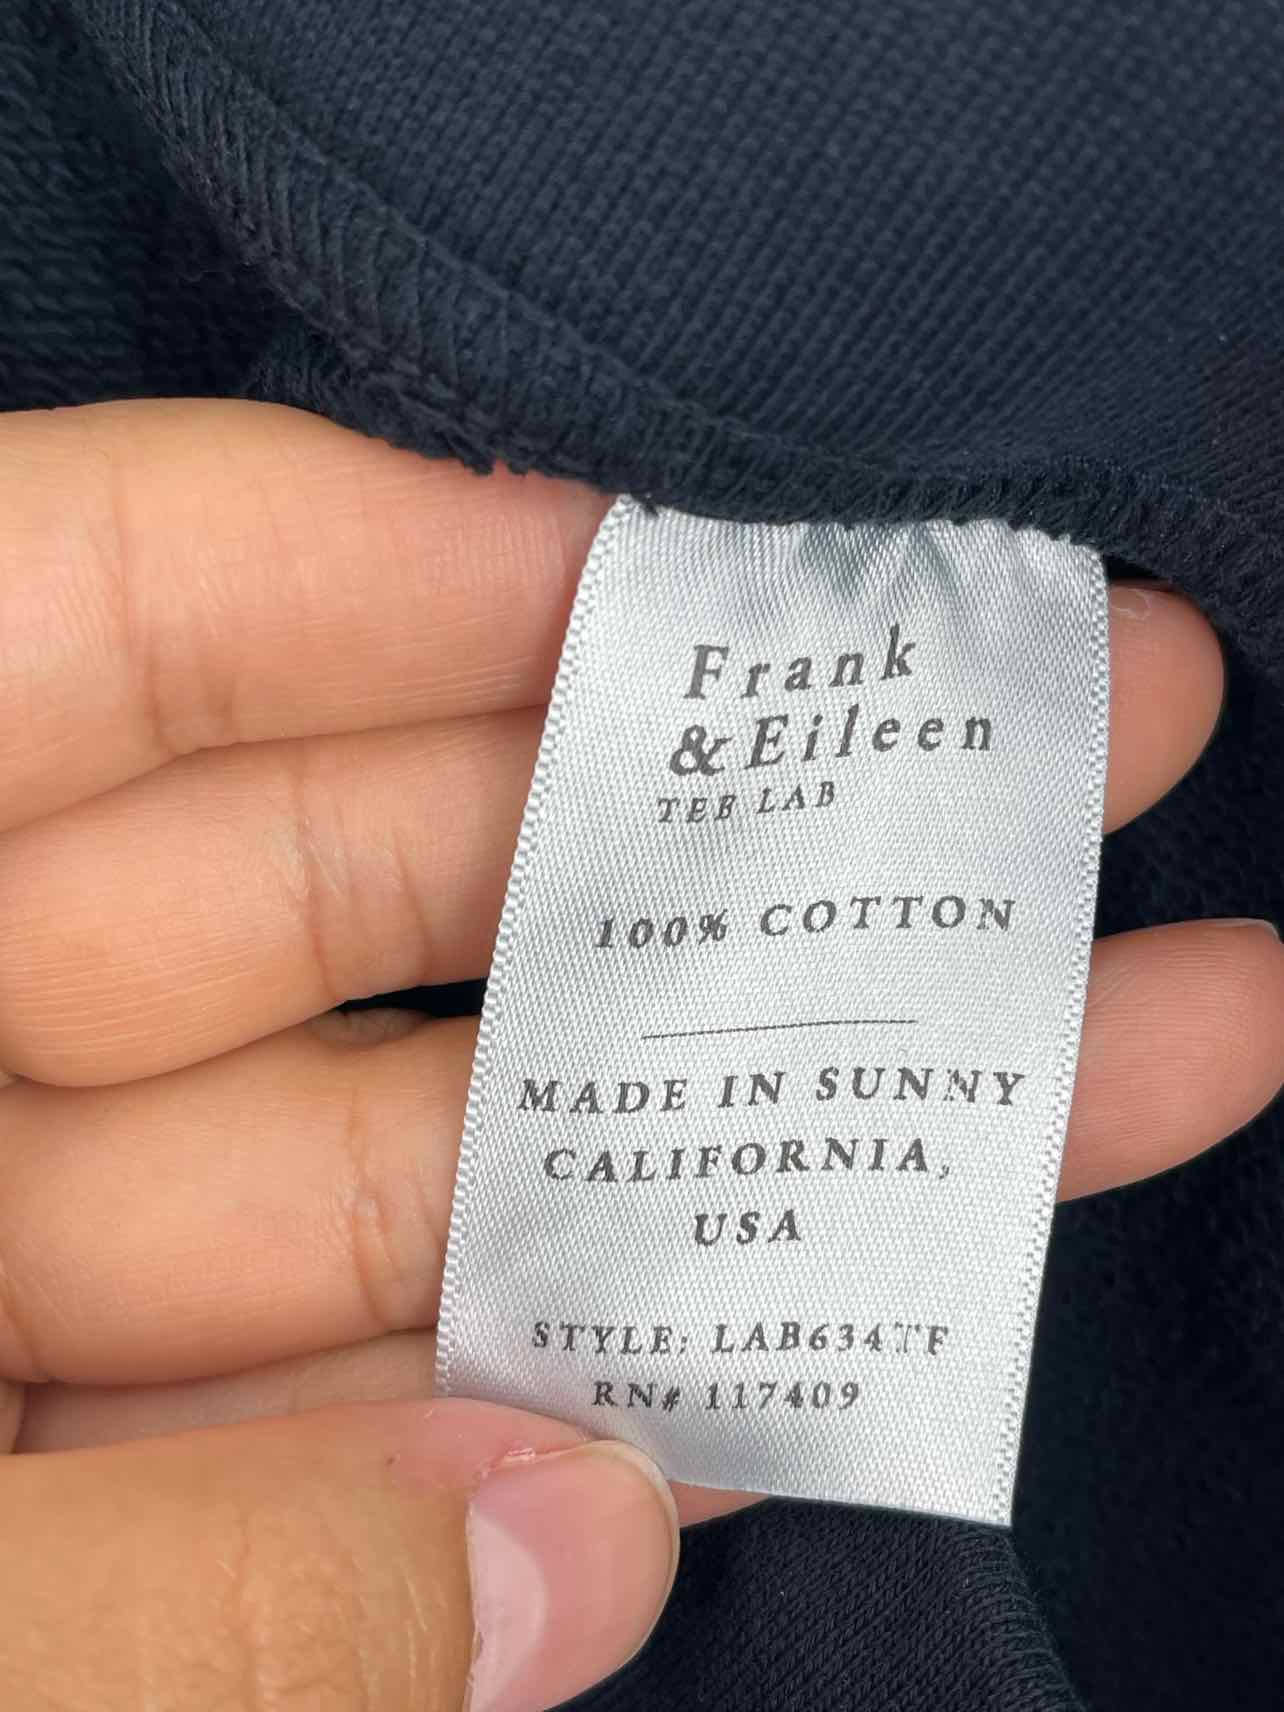 Frank
& Eileen
TEE LAB
100% COTTON
MADE IN SUNNY
CALIFORNIA,
USA
STYLE: LAB634TF
RN# 117409